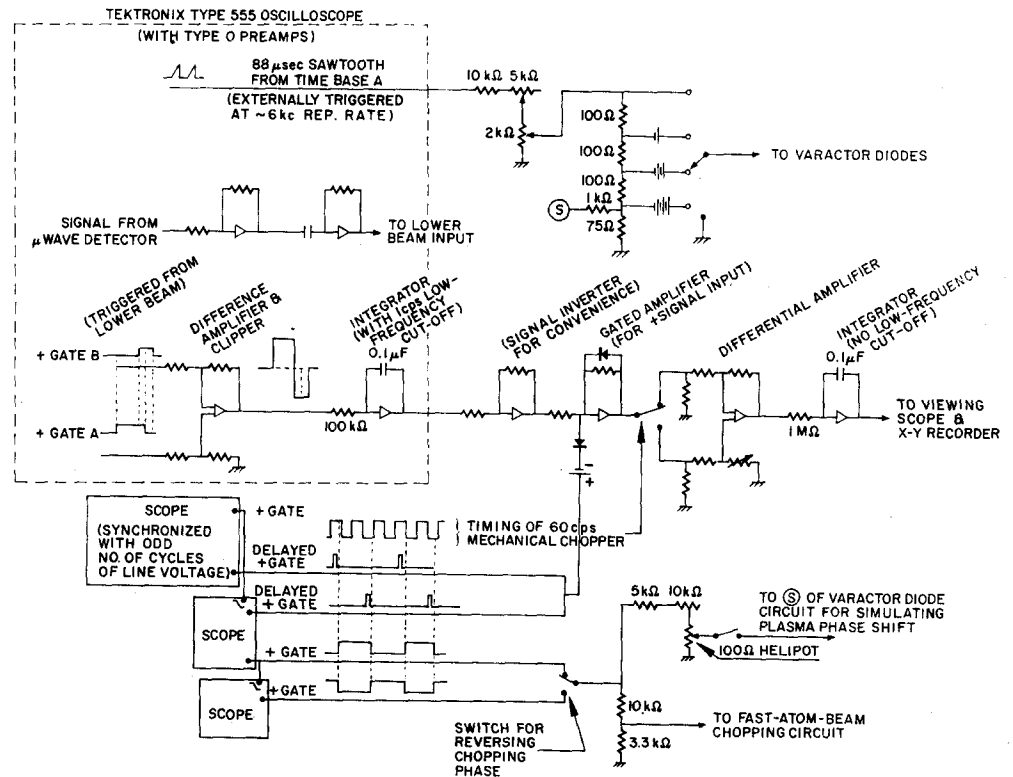 TEKTRONIX TYPE 555 OSCILLOSCOPE
(WITH TYPE O PREAMPS)
88 μsec SAWTOOTH
FROM TIME BASE A
(EXTERNALLY TRIGGERED
AT ~6kc REP. RATE)
10 kΩ 5kΩ
2kΩ
100Ω
100Ω
100Ω
1 kΩ
S
75Ω
TO VARACTOR DIODES
SIGNAL FROM
μWAVE DETECTOR
TO LOWER
BEAM INPUT
(TRIGGERED FROM
LOWER BEAM)
DIFFERENCE
AMPLIFIER &
CLIPPER
INTEGRATOR
(WITH 1cps LOW-
FREQUENCY
CUT-OFF)
0.1μF
(SIGNAL INVERTER
FOR CONVENIENCE)
GATED AMPLIFIER
(FOR +SIGNAL INPUT)
DIFFERENTIAL AMPLIFIER
INTEGRATOR
(NO LOW-FREQUENCY
CUT-OFF)
0.1μF
+ GATE B
+ GATE A
100kΩ
1 MΩ
TO VIEWING
SCOPE &
X-Y RECORDER
-
+
SCOPE
(SYNCHRONIZED
WITH ODD
NO. OF CYCLES
OF LINE VOLTAGE)
+ GATE
TIMING OF 60 cps
MECHANICAL CHOPPER
DELAYED
+GATE
DELAYED
+ GATE
SCOPE
+ GATE
+ GATE
SCOPE
5kΩ 10kΩ
TO S OF VARACTOR DIODE
CIRCUIT FOR SIMULATING
PLASMA PHASE SHIFT
100Ω HELIPOT
10kΩ
3.3kΩ
TO FAST-ATOM-BEAM
CHOPPING CIRCUIT
SWITCH FOR
REVERSING
CHOPPING
PHASE